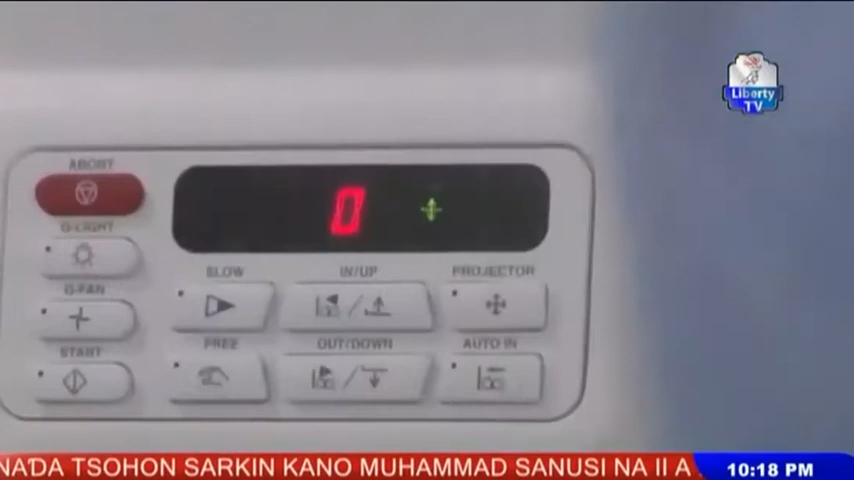 Liberty
TV
ABORT
0
G-LIGHT
SLOW
IN/UP
PROJECTOR
G-FAN
START
FREE
OUT/DOWN
AUTO IN
NA'DA TSOHON SARKIN KANO MUHAMMAD SANUSI NA II A
10:18 PM